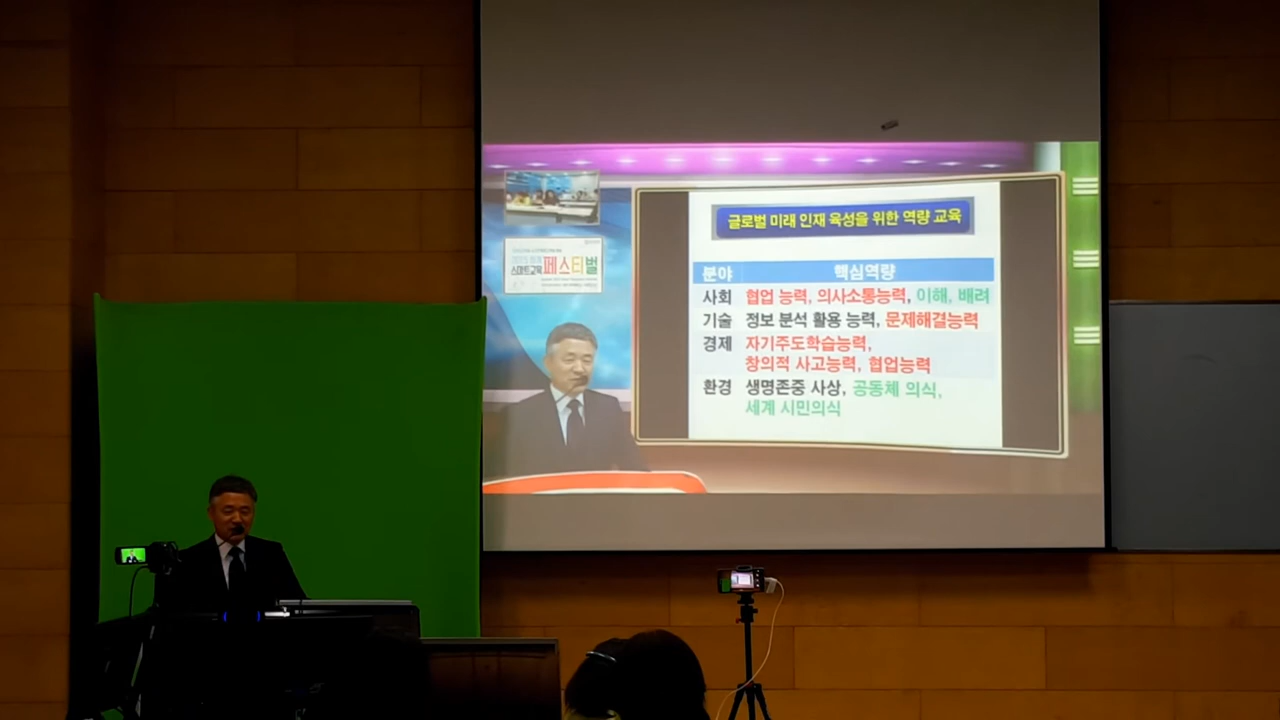 글로벌 미래 인재 육성을 위한 역량 교육
분야 핵심역량
사회 협업 능력, 의사소통능력, 이해, 배려
기술 정보 분석 활용 능력, 문제해결능력
경제 자기주도학습능력,
창의적 사고능력, 협업능력
환경 생명존중 사상, 공동체 의식,
세계 시민의식
스마트교육 페스티벌